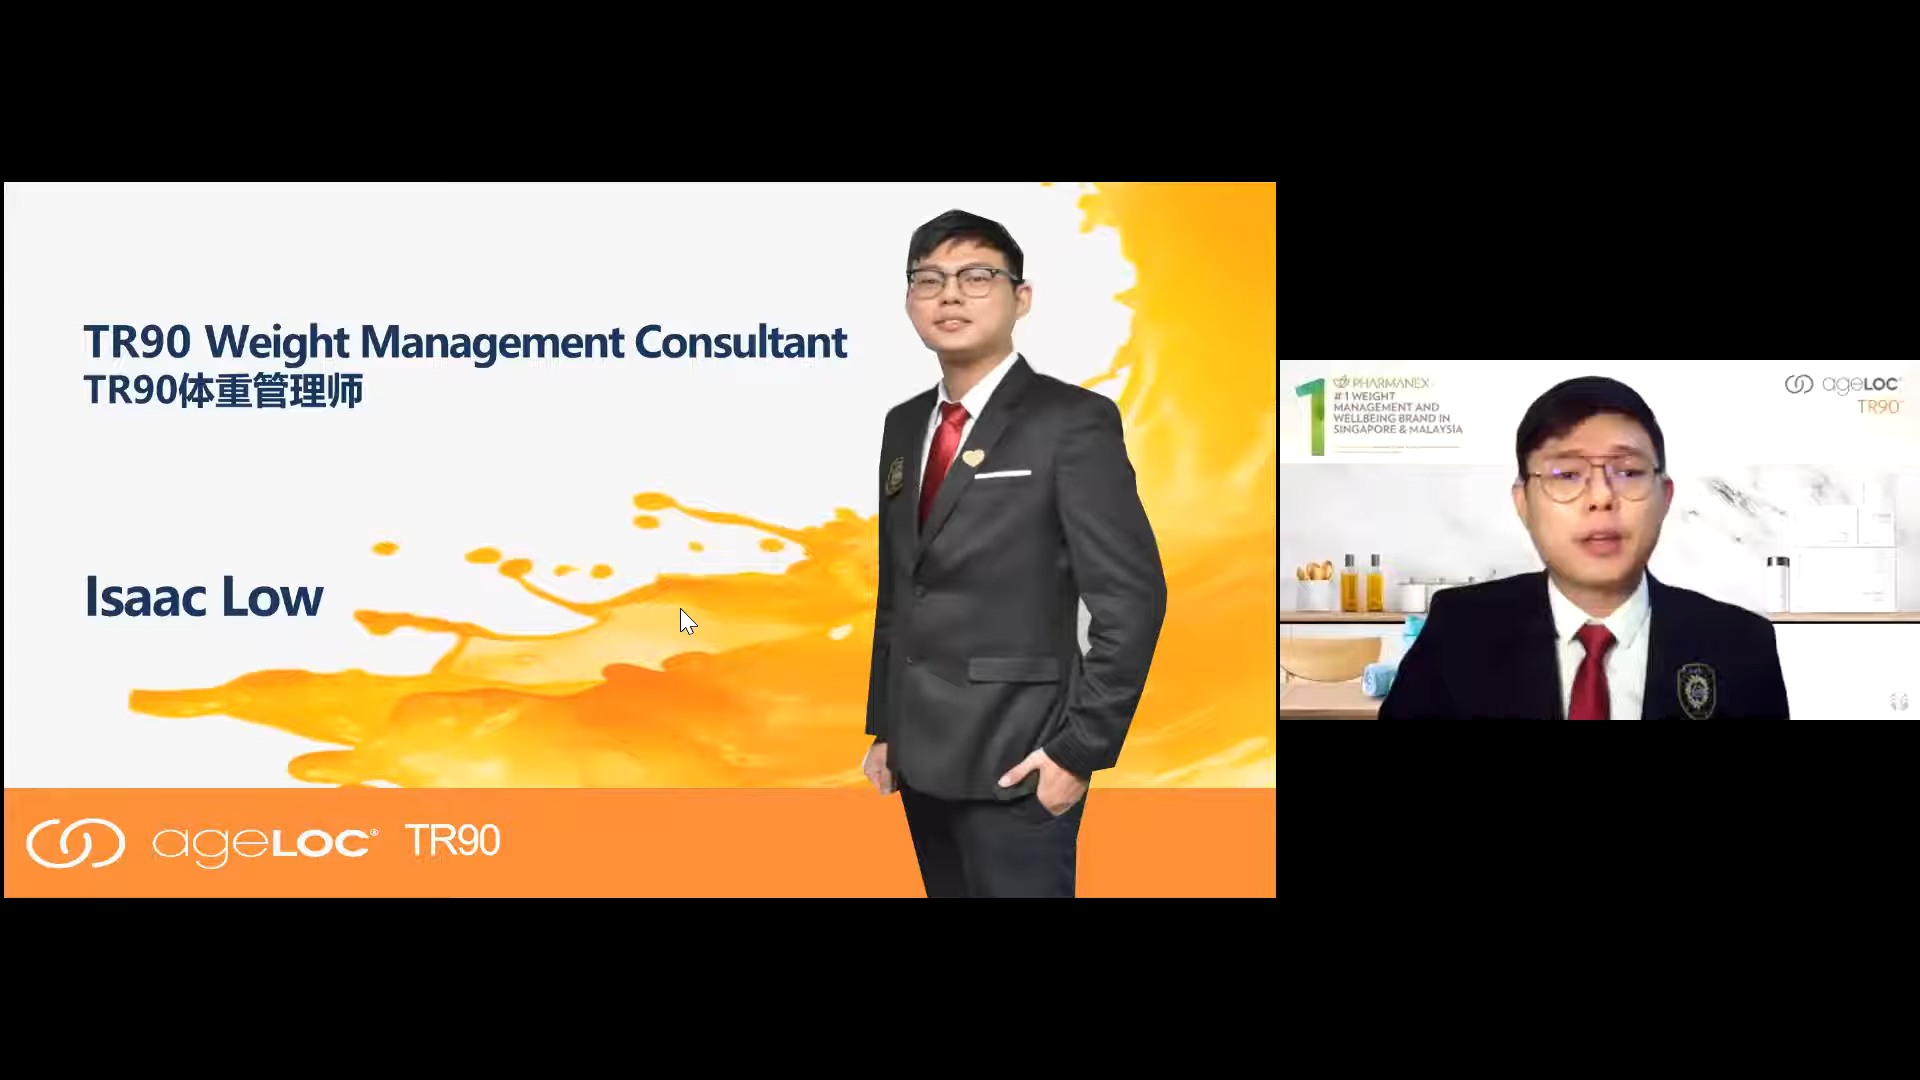 TR90 Weight Management Consultant
TR90体重管理师
Isaac Low
ageLOC® TR90
1
PHARMANEX
#1 WEIGHT
MANAGEMENT AND
WELLBEING BRAND IN
SINGAPORE & MALAYSIA
ageLOC
TR90